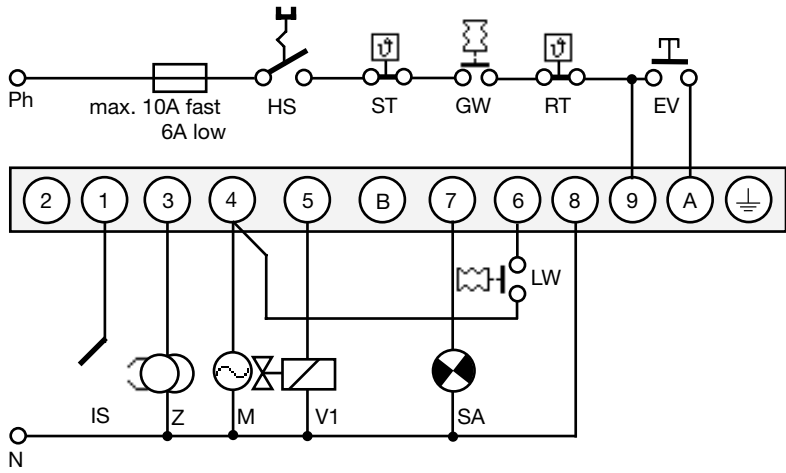 Ph
max. 10A fast
6A low
HS
ST
GW
RT
EV
ϑ
ϑ
2 1 3 4 5 B 7 6 8 9 A
LW
IS
Z
M
V1
SA
N